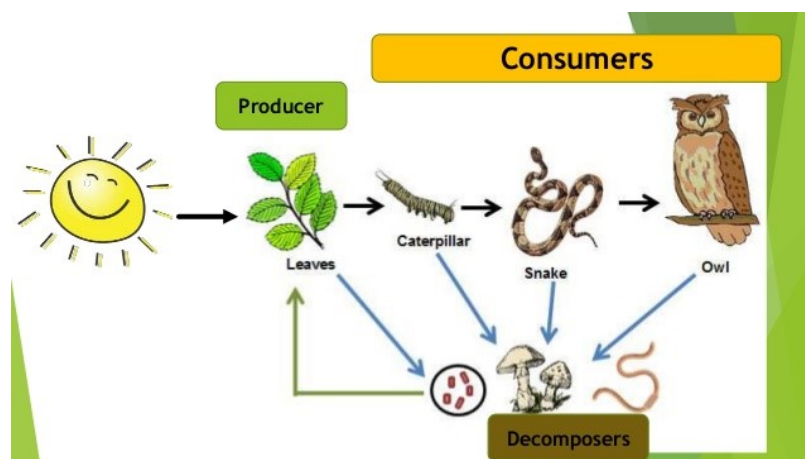 Consumers
Producer
Leaves
Caterpillar
Snake
Owl
Decomposers